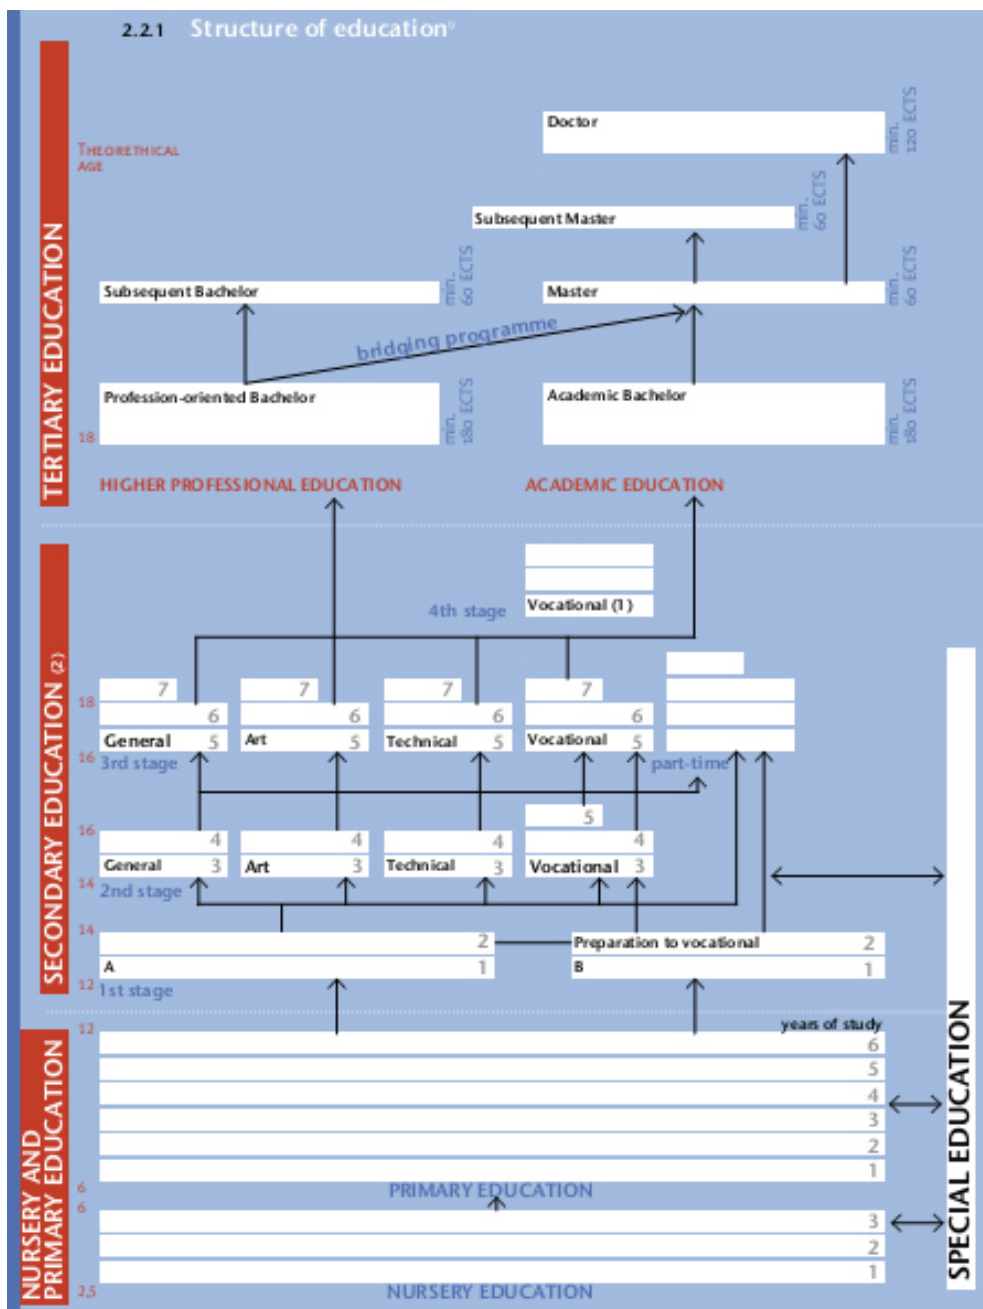 2.2.1 Structure of education⁹
TERTIARY EDUCATION
THEORETHICAL
AGE
Doctor
min.
120 ECTS
Subsequent Master
min.
60 ECTS
Subsequent Bachelor
min.
60 ECTS
Master
min.
60 ECTS
bridging programme
Profession-oriented Bachelor
min.
180 ECTS
Academic Bachelor
min.
180 ECTS
18
HIGHER PROFESSIONAL EDUCATION
ACADEMIC EDUCATION
SECONDARY EDUCATION (2)
4th stage
Vocational (1)
7
7
7
7
18
6
6
6
6
General 5
Art 5
Technical 5
Vocational 5
16
3rd stage
part-time
5
16
4
4
4
4
General 3
Art 3
Technical 3
Vocational 3
14
2nd stage
14
2
Preparation to vocational 2
A 1
B 1
12
1st stage
NURSERY AND
PRIMARY EDUCATION
12
years of study
6
5
4
3
2
1
6
PRIMARY EDUCATION
6
3
2
1
2,5
NURSERY EDUCATION
SPECIAL EDUCATION